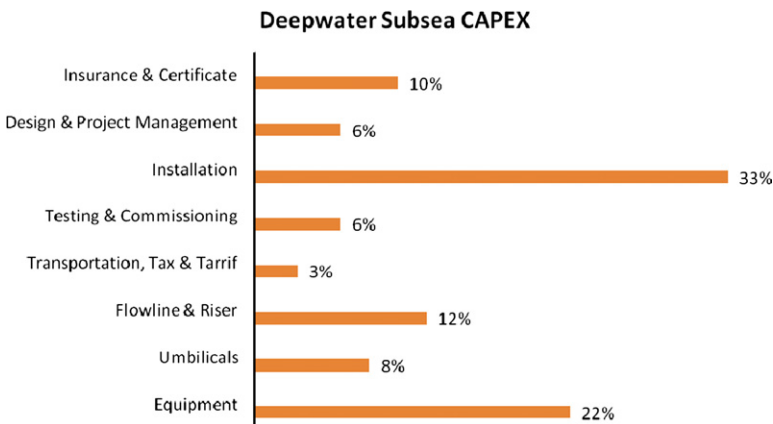 Deepwater Subsea CAPEX
Insurance & Certificate 10%
Design & Project Management 6%
Installation 33%
Testing & Commissioning 6%
Transportation, Tax & Tarrif 3%
Flowline & Riser 12%
Umbilicals 8%
Equipment 22%